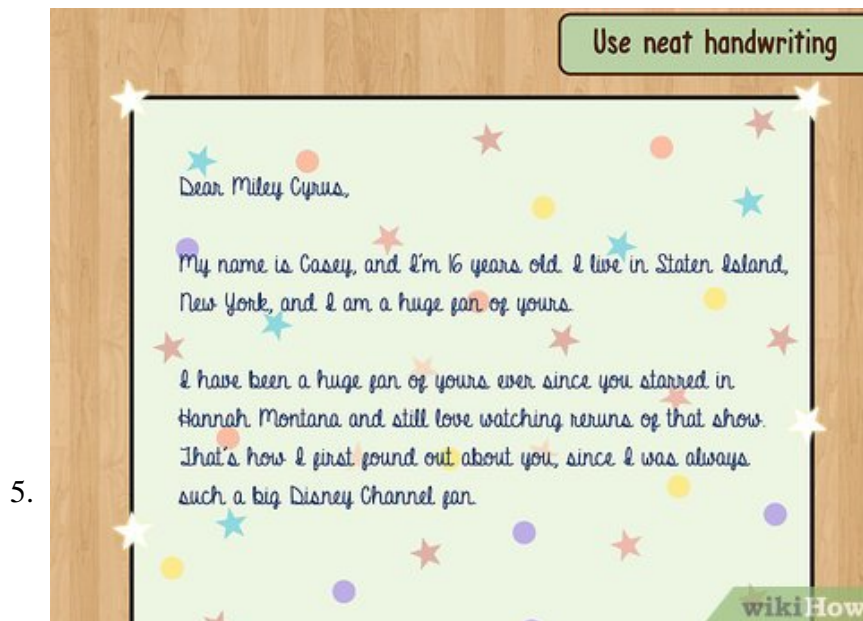 Use neat handwriting
Dear Miley Cyrus,
My name is Casey, and I'm 16 years old. I live in Staten Island,
New York, and I am a huge fan of yours.
I have been a huge fan of yours ever since you starred in
Hannah Montana and still love watching reruns of that show.
That's how I first found out about you, since I was always
such a big Disney Channel fan.
5.
wikiHow